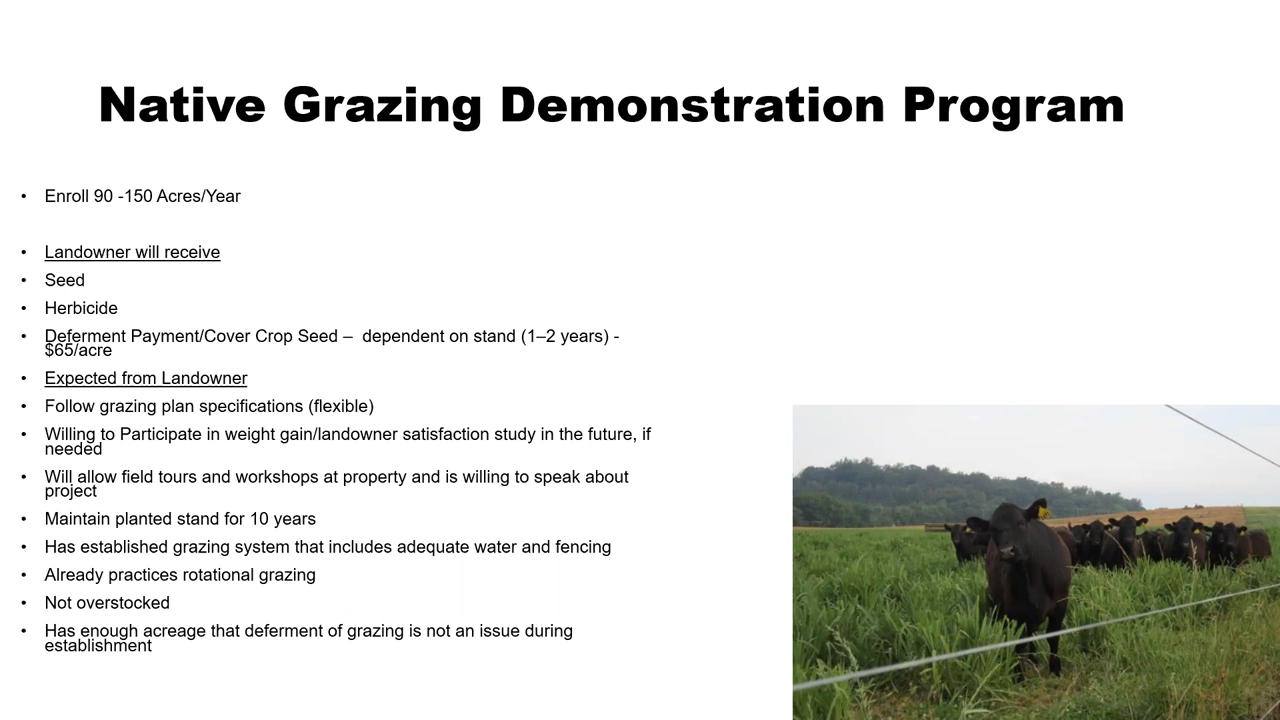 Native Grazing Demonstration Program
• Enroll 90 -150 Acres/Year
• Landowner will receive
• Seed
• Herbicide
• Deferment Payment/Cover Crop Seed –  dependent on stand (1–2 years) -
$65/acre
• Expected from Landowner
• Follow grazing plan specifications (flexible)
• Willing to Participate in weight gain/landowner satisfaction study in the future, if
needed
• Will allow field tours and workshops at property and is willing to speak about
project
• Maintain planted stand for 10 years
• Has established grazing system that includes adequate water and fencing
• Already practices rotational grazing
• Not overstocked
• Has enough acreage that deferment of grazing is not an issue during
establishment